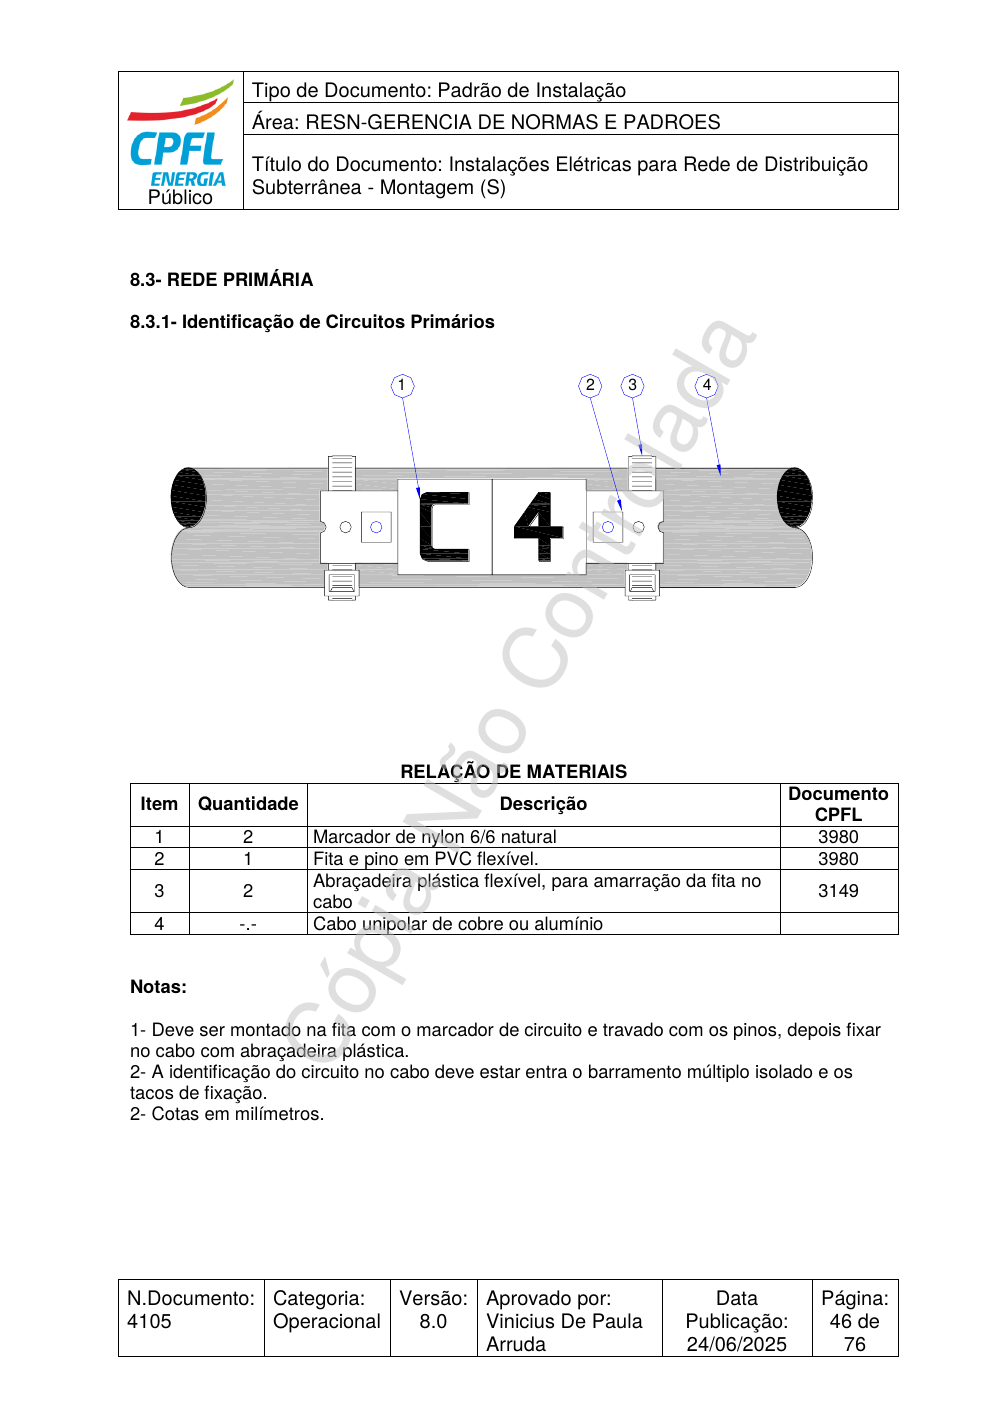 CPFL
ENERGIA
Público
Tipo de Documento: Padrão de Instalação
Área: RESN-GERENCIA DE NORMAS E PADROES
Título do Documento: Instalações Elétricas para Rede de Distribuição
Subterrânea - Montagem (S)
8.3- REDE PRIMÁRIA
8.3.1- Identificação de Circuitos Primários
1 2 3 4
C 4
Cópia Não Controlada
RELAÇÃO DE MATERIAIS
Item Quantidade Descrição Documento
CPFL
1 2 Marcador de nylon 6/6 natural 3980
2 1 Fita e pino em PVC flexível. 3980
3 2 Abraçadeira plástica flexível, para amarração da fita no
cabo 3149
4 -.- Cabo unipolar de cobre ou alumínio
Notas:
1- Deve ser montado na fita com o marcador de circuito e travado com os pinos, depois fixar
no cabo com abraçadeira plástica.
2- A identificação do circuito no cabo deve estar entra o barramento múltiplo isolado e os
tacos de fixação.
2- Cotas em milímetros.
N.Documento: Categoria: Versão: Aprovado por: Data Página:
4105 Operacional 8.0 Vinicius De Paula Publicação: 46 de
Arruda 24/06/2025 76